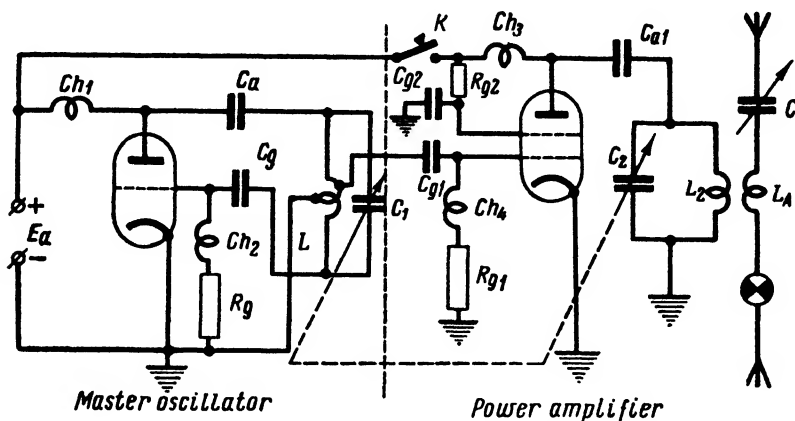 K
Ch3
Ca1
Ch1
Ca
Cg2
Rg2
C
Cg
Cg1
C2
L2
LA
+
Ea
-
Ch2
L
C1
Ch4
Rg
Rg1
Master oscillator
Power amplifier